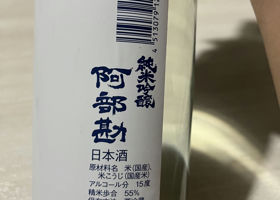 純米吟醸
阿部勘
日本酒
原材料名 米(国産)、
米こうじ(国産米)
アルコール分 15度
精米歩合 55%